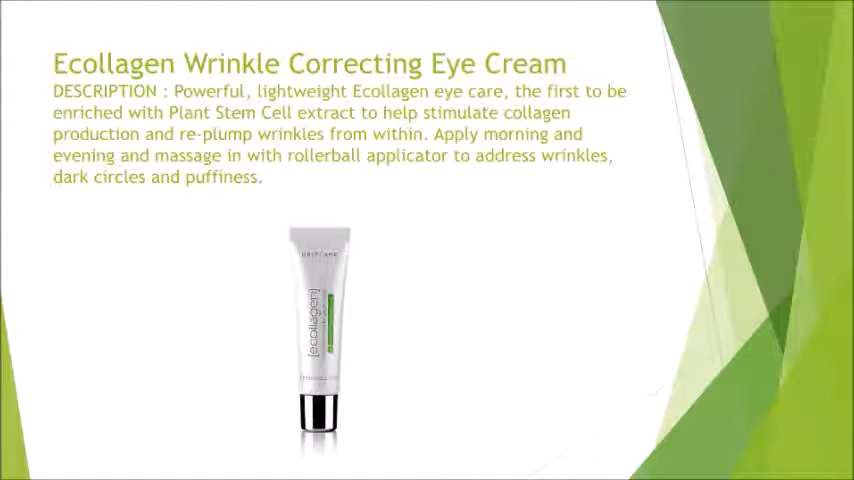 Ecollagen Wrinkle Correcting Eye Cream
DESCRIPTION : Powerful, lightweight Ecollagen eye care, the first to be
enriched with Plant Stem Cell extract to help stimulate collagen
production and re-plump wrinkles from within. Apply morning and
evening and massage in with rollerball applicator to address wrinkles,
dark circles and puffiness.
ORIFLAME
[ecollagen]